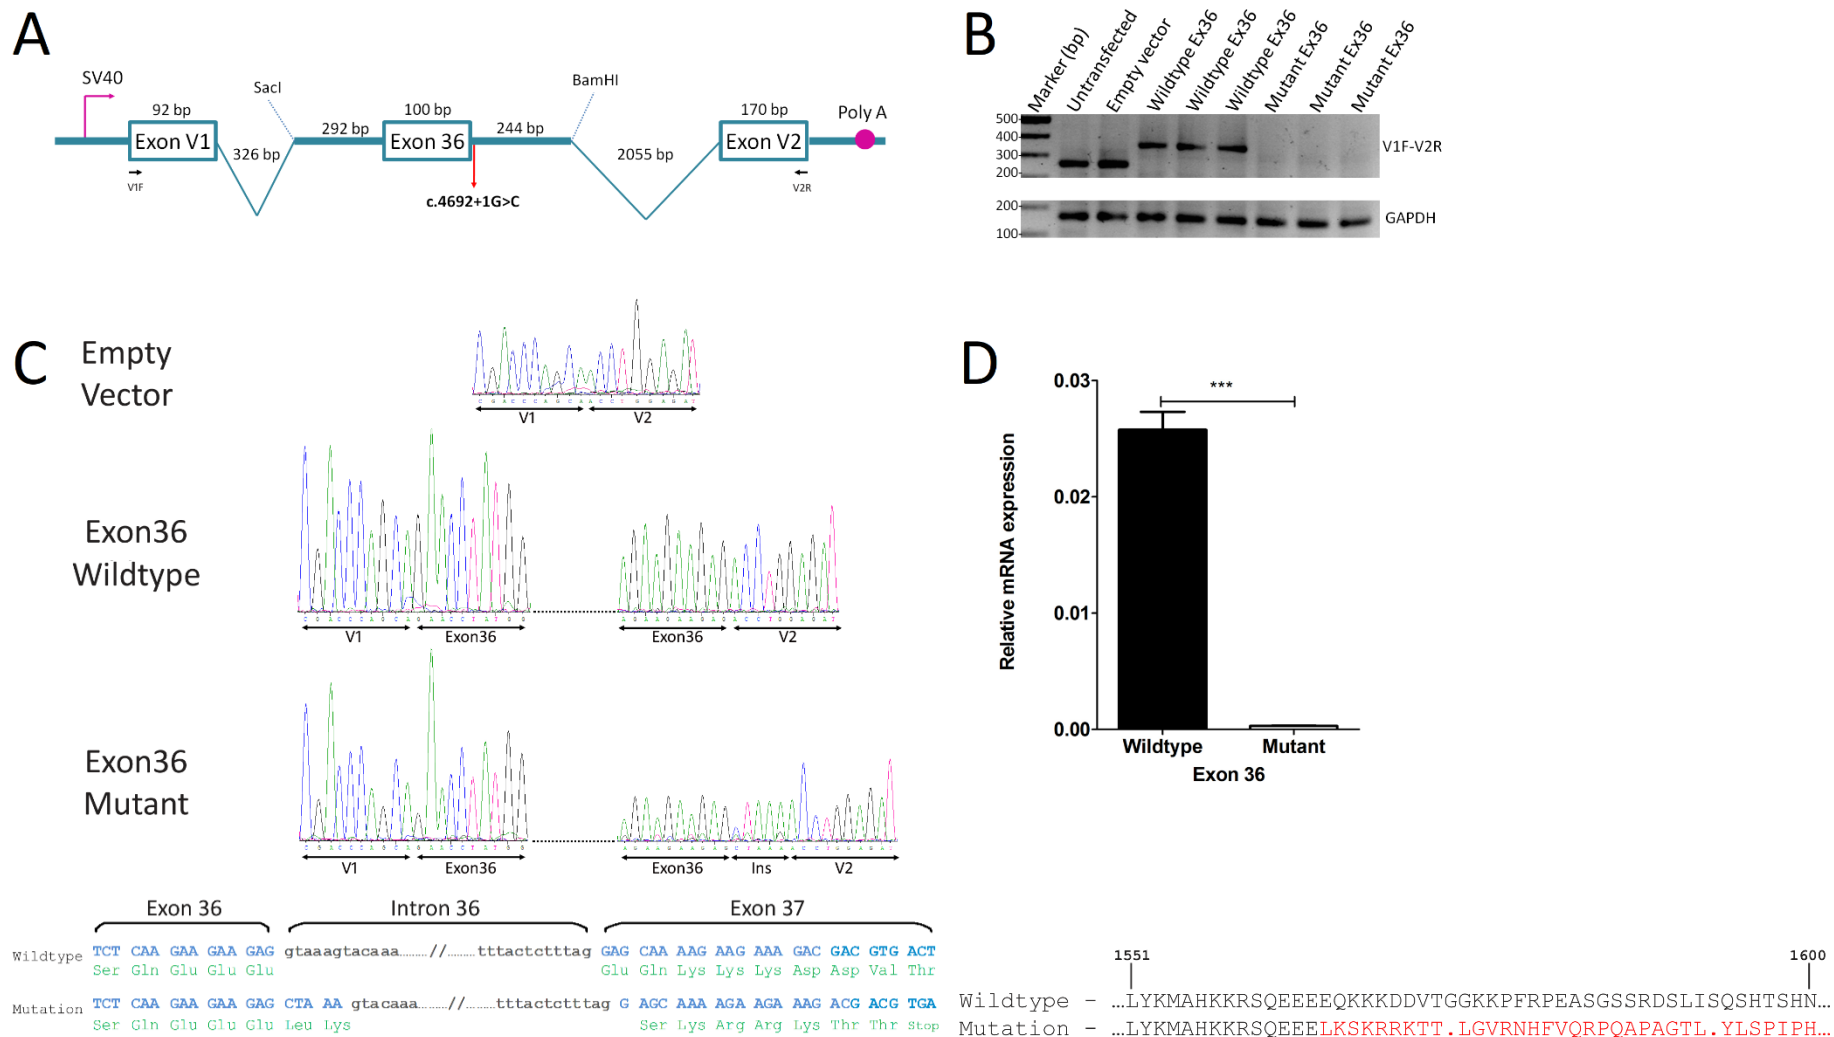 A
SV40
SacI
BamHI
92 bp
100 bp
170 bp
Poly A
Exon V1
292 bp
Exon 36
244 bp
Exon V2
326 bp
2055 bp
V1F
V2R
c.4692+1G>C
B
Marker (bp)
Untransfected
Empty vector
Wildtype Ex36
Wildtype Ex36
Wildtype Ex36
Mutant Ex36
Mutant Ex36
Mutant Ex36
500
400
300
200
V1F-V2R
200
100
GAPDH
C
Empty
Vector
CGACCCAGCAACCTGGAGAT
V1
V2
Exon36
Wildtype
CGACCCAGCAGAACCTATGG
AGAAGAAGAGACCTGGAGAT
V1
Exon36
Exon36
V2
Exon36
Mutant
CGACCCAGCAGAACCTATGG
AGAAGAAGAGCTAAAACCTGGAGAT
V1
Exon36
Exon36
Ins
V2
Exon 36
Intron 36
Exon 37
Wildtype TCT CAA GAA GAA GAG gtaaagtacaaa……//……tttactctttag GAG CAA AAG AAG AAA GAC GAC GTG ACT
Ser Gln Glu Glu Glu Glu Gln Lys Lys Lys Asp Asp Val Thr
Mutation TCT CAA GAA GAA GAG CTA AA gtacaaa……//……tttactctttag G AGC AAA AGA AGA AAG ACG ACG TGA
Ser Gln Glu Glu Glu Leu Lys Ser Lys Arg Arg Lys Thr Thr Stop
D
0.03
0.02
0.01
0.00
Relative mRNA expression
***
Wildtype
Mutant
Exon 36
1551
1600
Wildtype – …LYKMAHKKRSQEEEEQKKKDDVTGGKKPFRPEASGSSRDSLISQSHTSHN…
Mutation – …LYKMAHKKRSQEEELKSKRRKTT.LGVRNHFVQRPQAPAGTL.YLSPIPH…